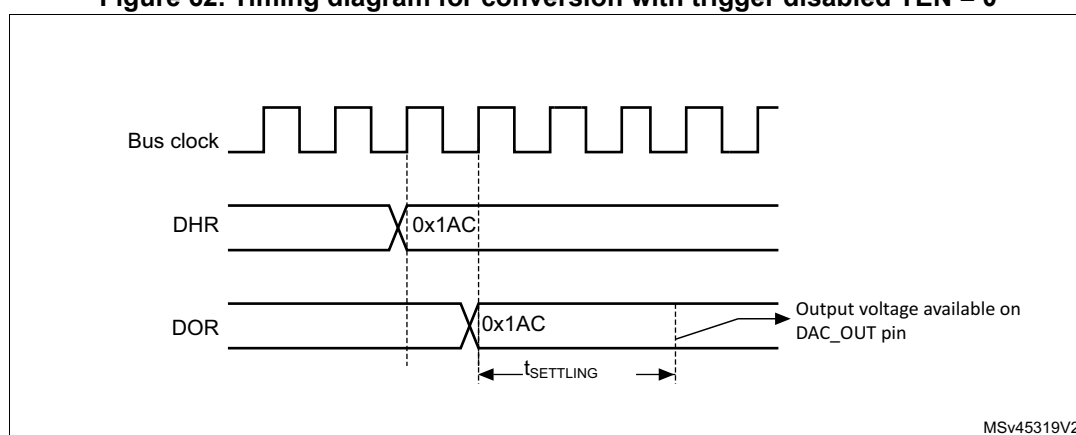 Figure 62. Timing diagram for conversion with trigger disabled TEN = 0
Bus clock
DHR
0x1AC
DOR
0x1AC
Output voltage available on
DAC_OUT pin
tSETTLING
MSv45319V2